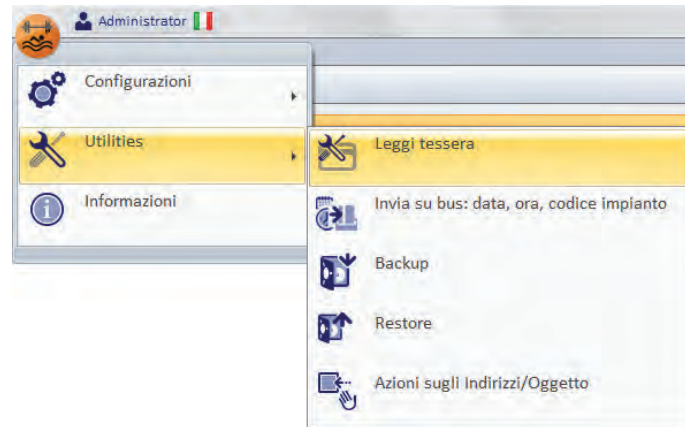 Administrator
Configurazioni
Utilities
Leggi tessera
Informazioni
Invia su bus: data, ora, codice impianto
Backup
Restore
Azioni sugli Indirizzi/Oggetto